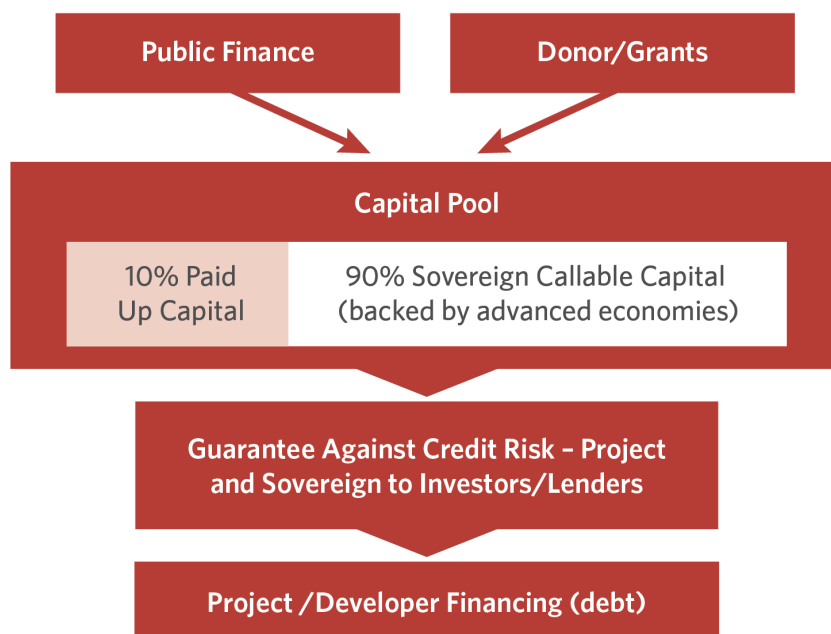 Public Finance
Donor/Grants
Capital Pool
10% Paid
Up Capital
90% Sovereign Callable Capital
(backed by advanced economies)
Guarantee Against Credit Risk – Project
and Sovereign to Investors/Lenders
Project /Developer Financing (debt)